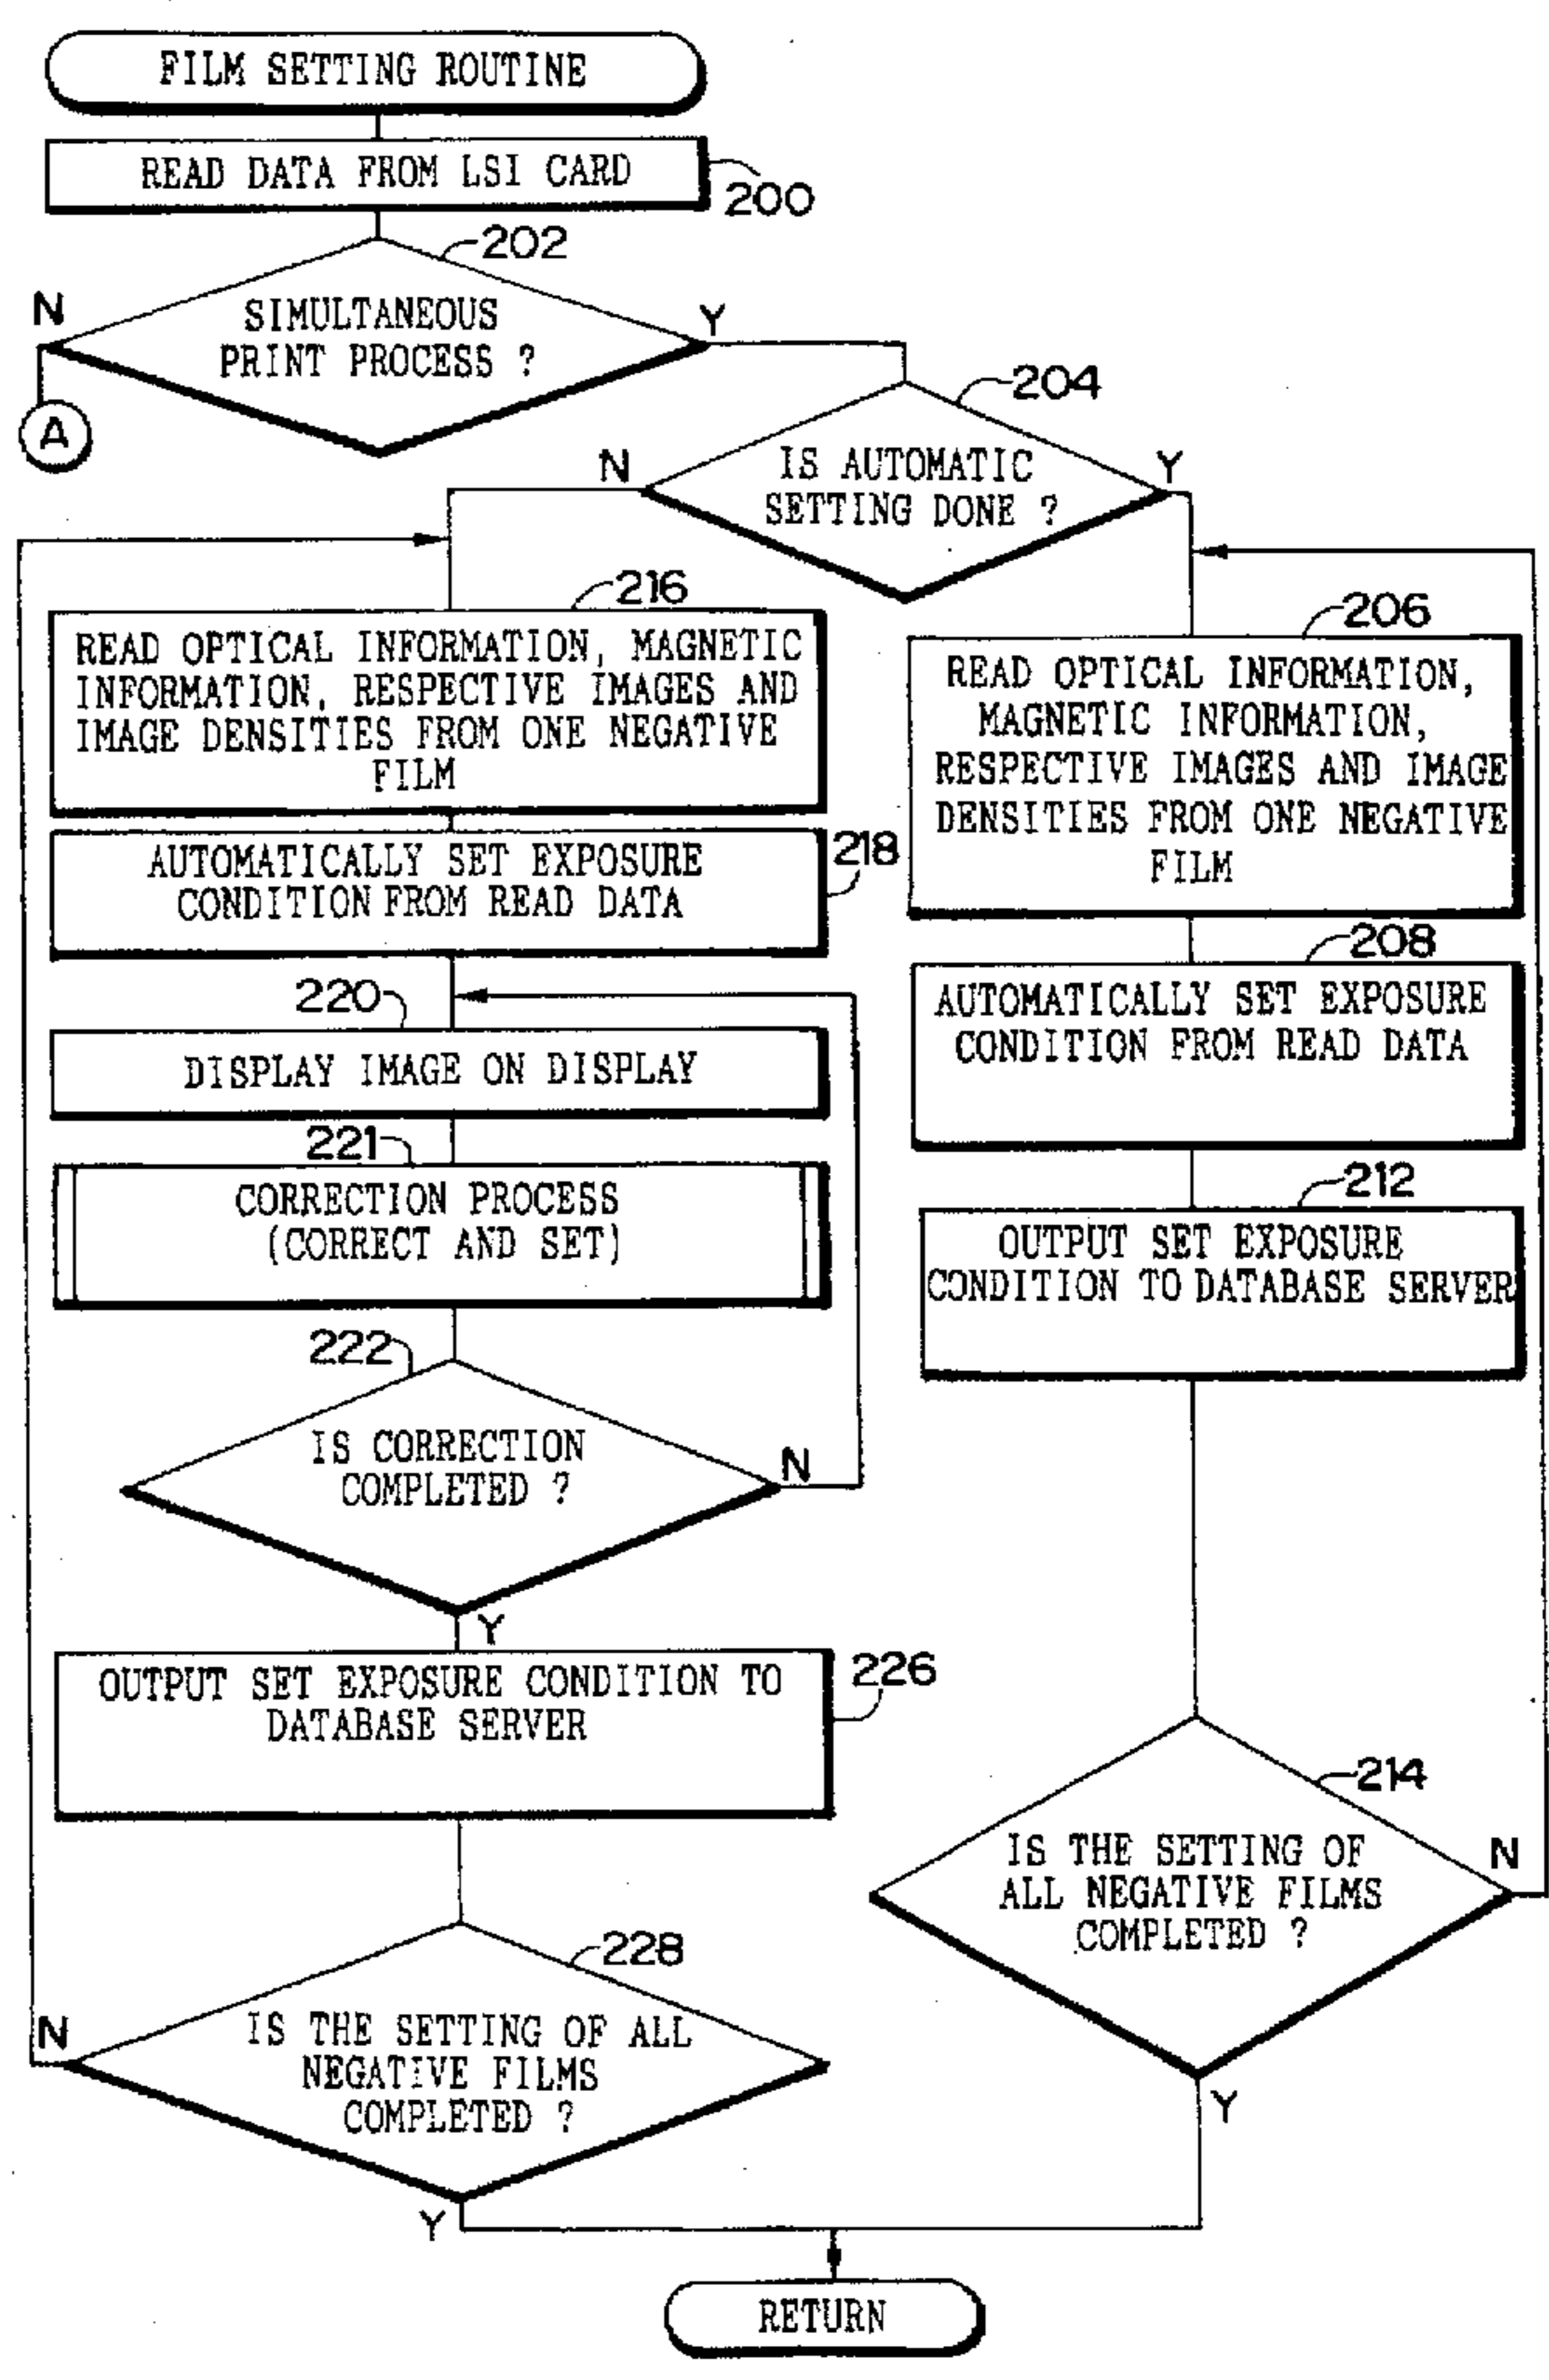 FILM SETTING ROUTINE
READ DATA FROM LSI CARD
200
202
SIMULTANEOUS
PRINT PROCESS ?
N
Y
A
204
IS AUTOMATIC
SETTING DONE ?
N
Y
216
READ OPTICAL INFORMATION, MAGNETIC
INFORMATION, RESPECTIVE IMAGES AND
IMAGE DENSITIES FROM ONE NEGATIVE
FILM
218
AUTOMATICALLY SET EXPOSURE
CONDITION FROM READ DATA
220
DISPLAY IMAGE ON DISPLAY
221
CORRECTION PROCESS
(CORRECT AND SET)
222
IS CORRECTION
COMPLETED ?
N
Y
OUTPUT SET EXPOSURE CONDITION TO
DATABASE SERVER
226
228
N
IS THE SETTING OF ALL
NEGATIVE FILMS
COMPLETED ?
Y
206
READ OPTICAL INFORMATION,
MAGNETIC INFORMATION,
RESPECTIVE IMAGES AND IMAGE
DENSITIES FROM ONE NEGATIVE
FILM
208
AUTOMATICALLY SET EXPOSURE
CONDITION FROM READ DATA
212
OUTPUT SET EXPOSURE
CONDITION TO DATABASE SERVER
214
IS THE SETTING OF
ALL NEGATIVE FILMS
COMPLETED ?
N
Y
RETURN